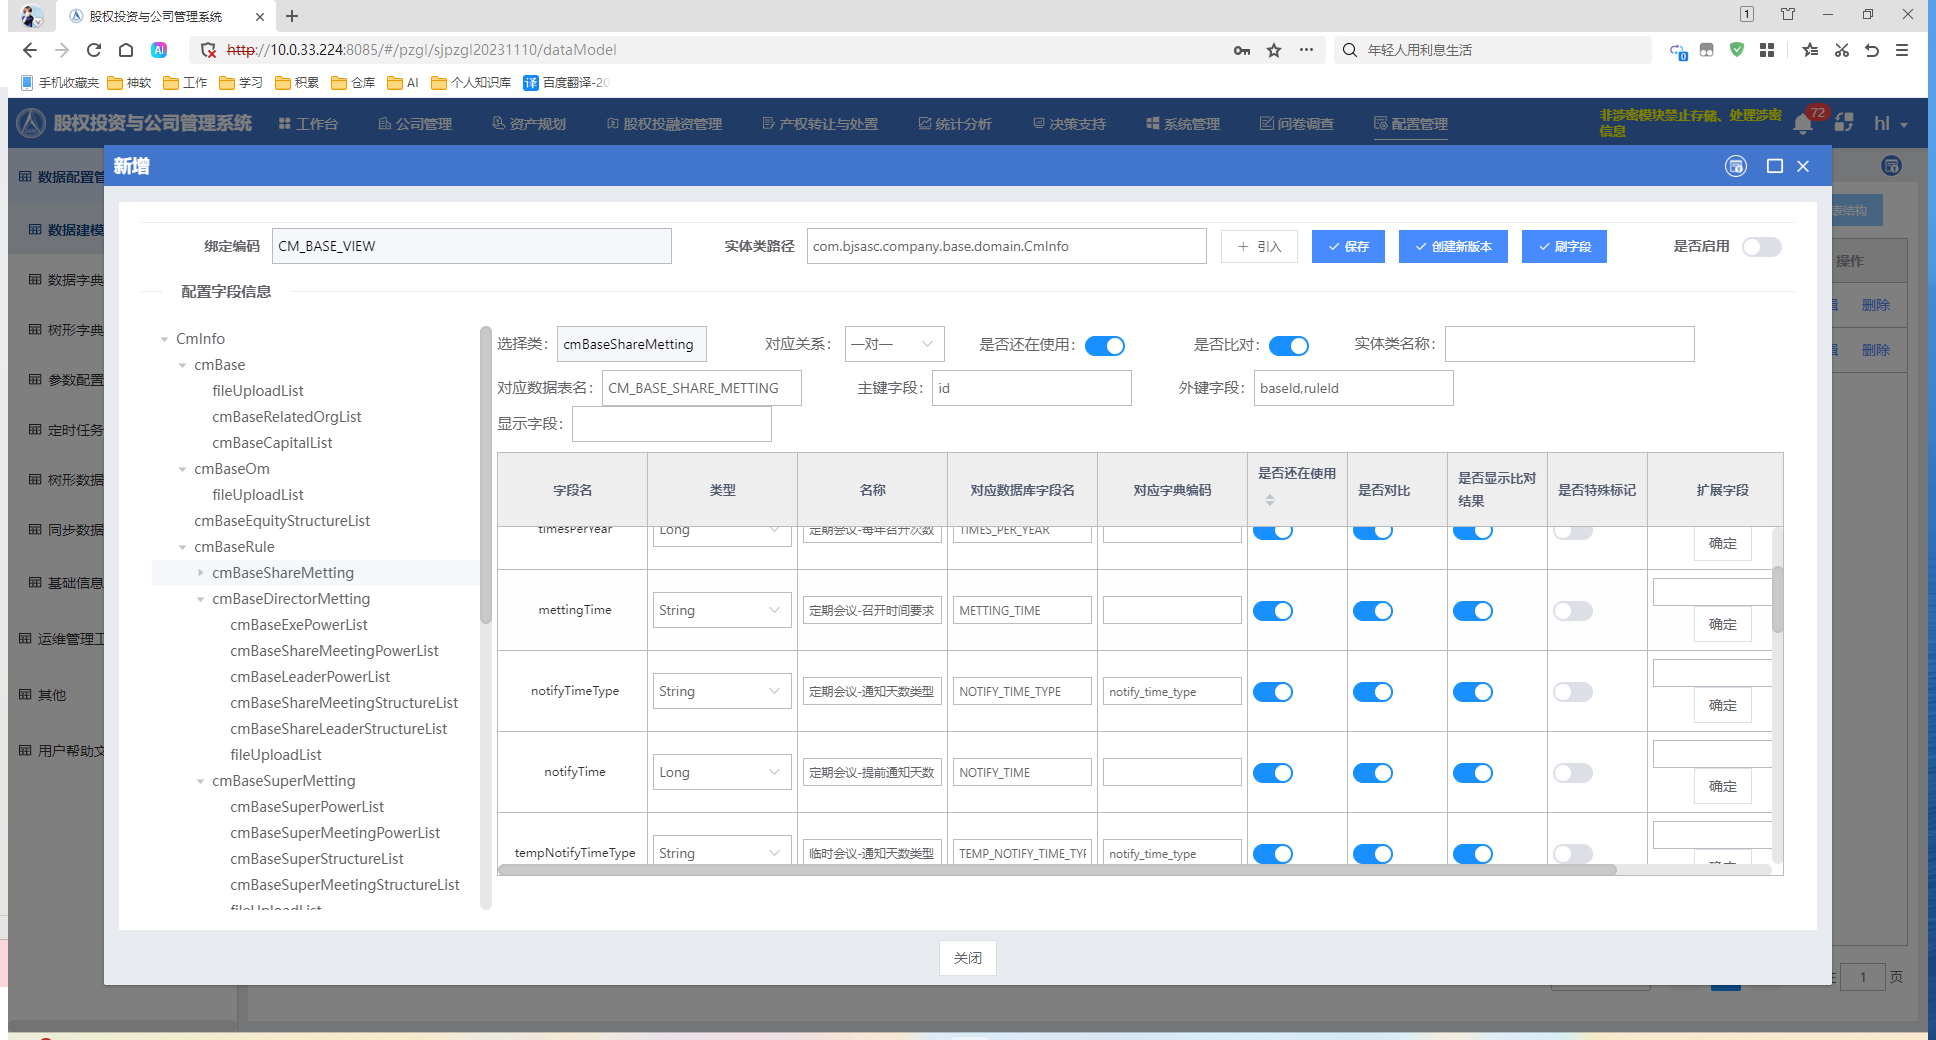 股权投资与公司管理系统
1
http://10.0.33.224:8085/#/pzgl/sjpzgl20231110/dataModel
年轻人用利息生活
手机收藏夹 神软 工作 学习 积累 仓库 AI 个人知识库 译 百度翻译-20
股权投资与公司管理系统 工作台 公司管理 资产规划 股权投融资管理 产权转让与处置 统计分析 决策支持 系统管理 问卷调查 配置管理
非涉密模块禁止存储、处理涉密
信息
72
hl
数据配置管
数据建模
数据字典
树形字典
参数配置
定时任务
树形数据
同步数据
基础信息
运维管理工
其他
用户帮助文
表结构
操作
辑 删除
辑 删除
1 页
新增
绑定编码 CM_BASE_VIEW 实体类路径 com.bjsasc.company.base.domain.CmInfo 引入 保存 创建新版本 刷字段 是否启用
配置字段信息
CmInfo
cmBase
fileUploadList
cmBaseRelatedOrgList
cmBaseCapitalList
cmBaseOm
fileUploadList
cmBaseEquityStructureList
cmBaseRule
cmBaseShareMetting
cmBaseDirectorMetting
cmBaseExePowerList
cmBaseShareMeetingPowerList
cmBaseLeaderPowerList
cmBaseShareMeetingStructureList
cmBaseShareLeaderStructureList
fileUploadList
cmBaseSuperMetting
cmBaseSuperPowerList
cmBaseSuperMeetingPowerList
cmBaseSuperStructureList
cmBaseSuperMeetingStructureList
fileUploadList
选择类: cmBaseShareMetting 对应关系: 一对一 是否还在使用: 是否比对: 实体类名称:
对应数据表名: CM_BASE_SHARE_METTING 主键字段: id 外键字段: baseId,ruleId
显示字段:
字段名 类型 名称 对应数据库字段名 对应字典编码 是否还在使用 是否对比 是否显示比对结果 是否特殊标记 扩展字段
timesPerYear Long 定期会议-每年召开次数 TIMES_PER_YEAR 确定
mettingTime String 定期会议-召开时间要求 METTING_TIME 确定
notifyTimeType String 定期会议-通知天数类型 NOTIFY_TIME_TYPE notify_time_type 确定
notifyTime Long 定期会议-提前通知天数 NOTIFY_TIME 确定
tempNotifyTimeType String 临时会议-通知天数类型 TEMP_NOTIFY_TIME_TYP notify_time_type 确定
关闭